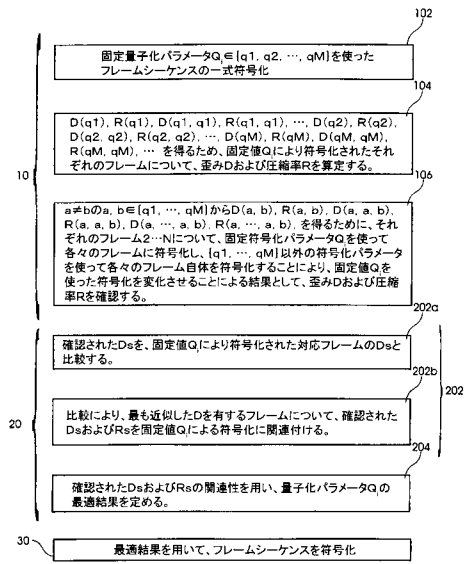 102
固定量子化パラメータQi∈{q1, q2, …, qM}を使った
フレームシーケンスの一式符号化
104
D(q1), R(q1), D(q1, q1), R(q1, q1), …, D(q2), R(q2),
D(q2, q2), R(q2, q2), …, D(qM), R(qM), D(qM, qM),
R(qM, qM), … を得るため、固定値Qiにより符号化されたそれ
ぞれのフレームについて、歪みDおよび圧縮率Rを算定する。
10
106
a≠bのa, b∈{q1, …, qM}からD(a, b), R(a, b), D(a, a, b),
R(a, a, b), D(a, …, a, b), R(a, …, a, b), を得るために、それ
ぞれのフレーム2…Nについて、固定符号化パラメータQiを使って
各々のフレームに符号化し、{q1, …, qM}以外の符号化パラメータ
を使って各々のフレーム自体を符号化することにより、固定値Qiを
使った符号化を変化させることによる結果として、歪みDおよび圧縮
率Rを確認する。
202a
確認されたDsを、固定値Qiにより符号化された対応フレームのDsと
比較する。
202b
202
比較により、最も近似したDを有するフレームについて、確認された
DsおよびRsを固定値Qiによる符号化に関連付ける。
20
204
確認されたDsおよびRsの関連性を用い、量子化パラメータQiの
最適結果を定める。
30
最適結果を用いて、フレームシーケンスを符号化